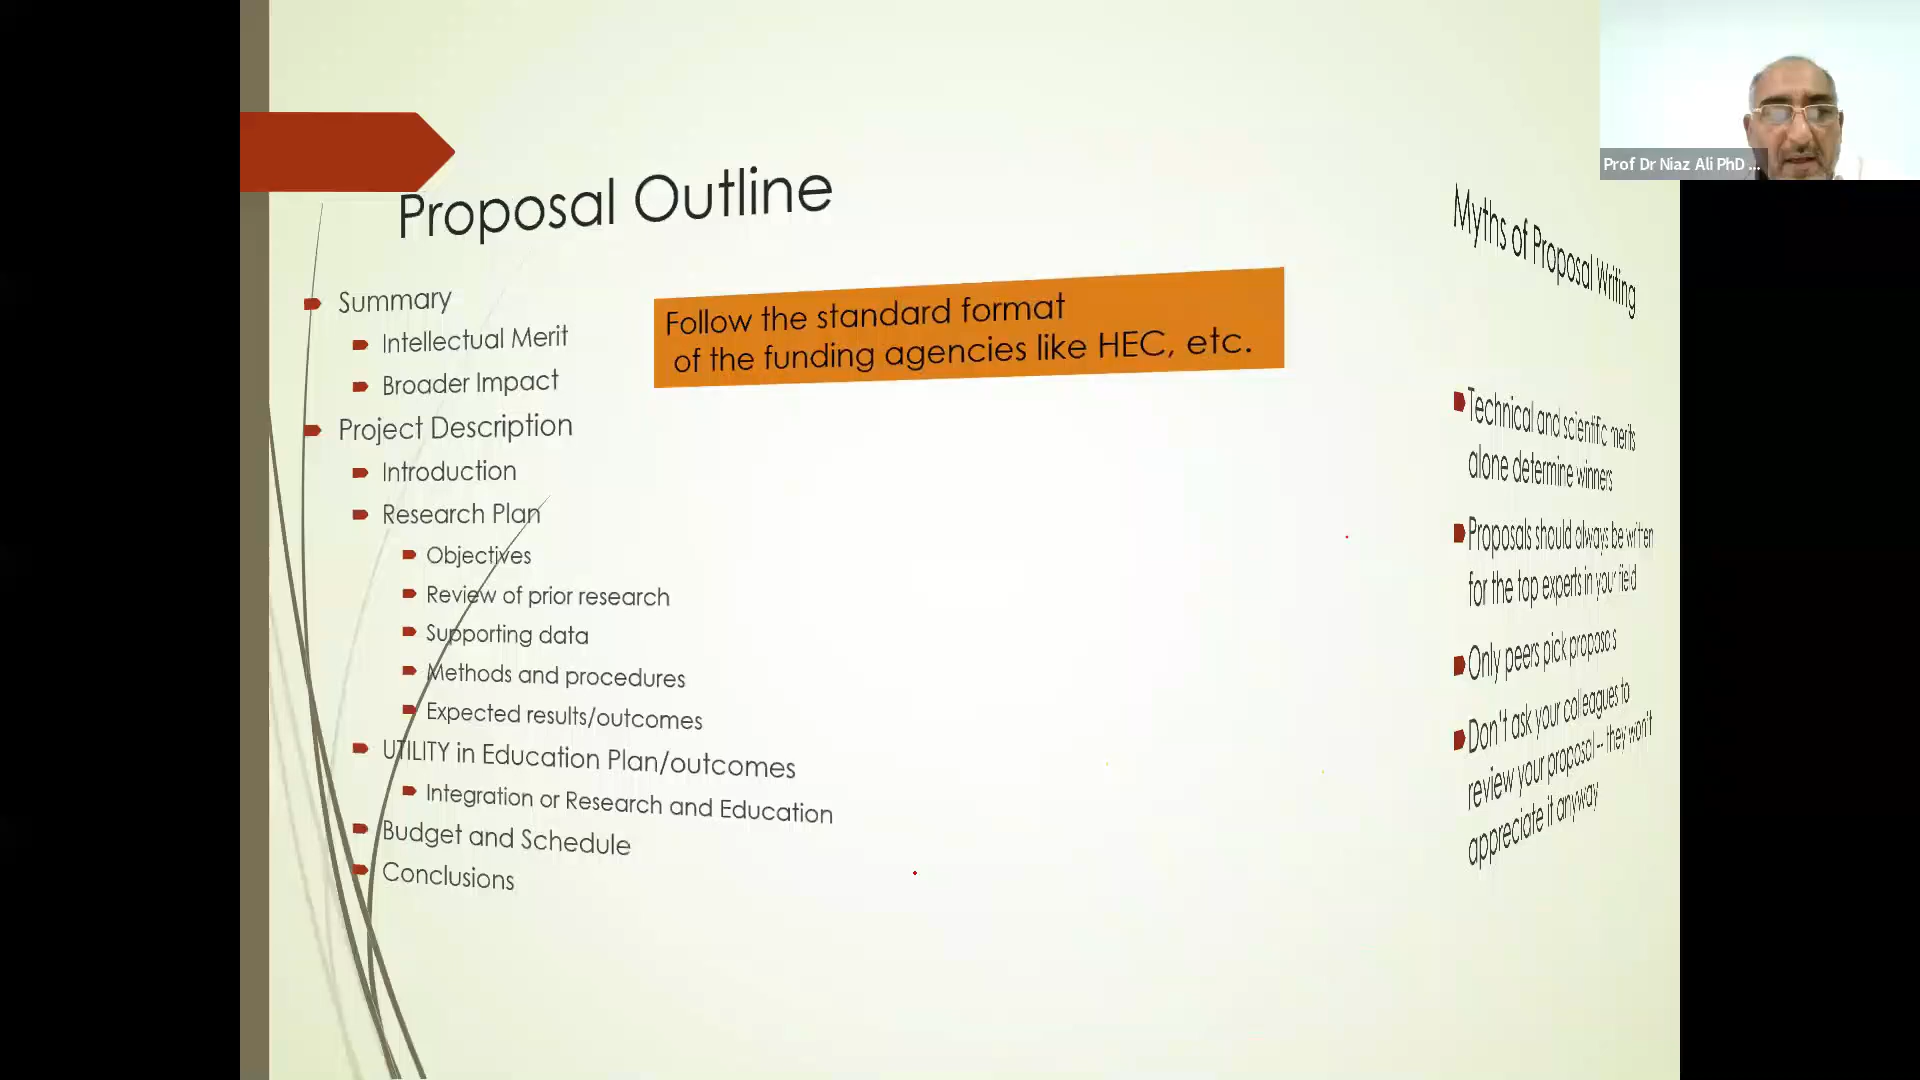 Prof Dr Niaz Ali PhD ...
Proposal Outline
Summary
Intellectual Merit
Broader Impact
Project Description
Introduction
Research Plan
Objectives
Review of prior research
Supporting data
Methods and procedures
Expected results/outcomes
UTILITY in Education Plan/outcomes
Integration or Research and Education
Budget and Schedule
Conclusions
Follow the standard format
of the funding agencies like HEC, etc.
Myths of Proposal Writing
Technical and scientific merits
alone determine winners
Proposals should always be written
for the top experts in your field
Only peers pick proposals
Don't ask your colleagues to
review your proposal – they won't
appreciate it anyway